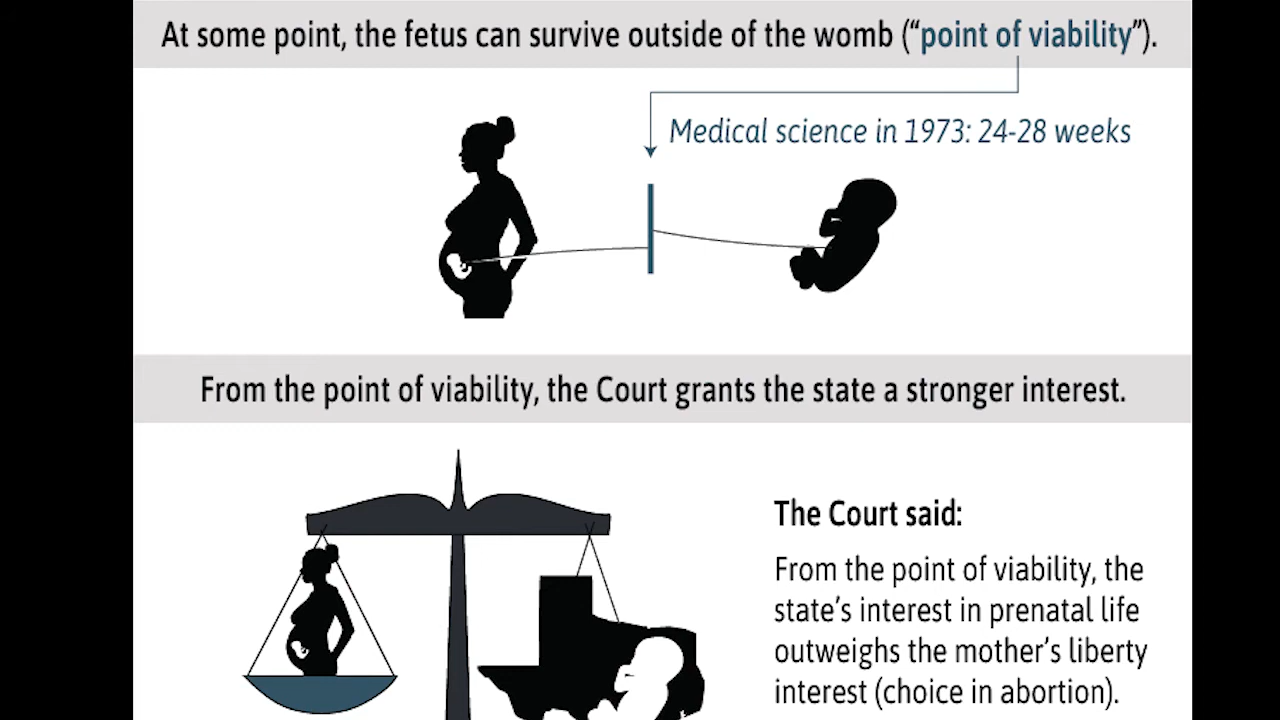 At some point, the fetus can survive outside of the womb (“point of viability”).
Medical science in 1973: 24-28 weeks
From the point of viability, the Court grants the state a stronger interest.
The Court said:
From the point of viability, the
state’s interest in prenatal life
outweighs the mother’s liberty
interest (choice in abortion).